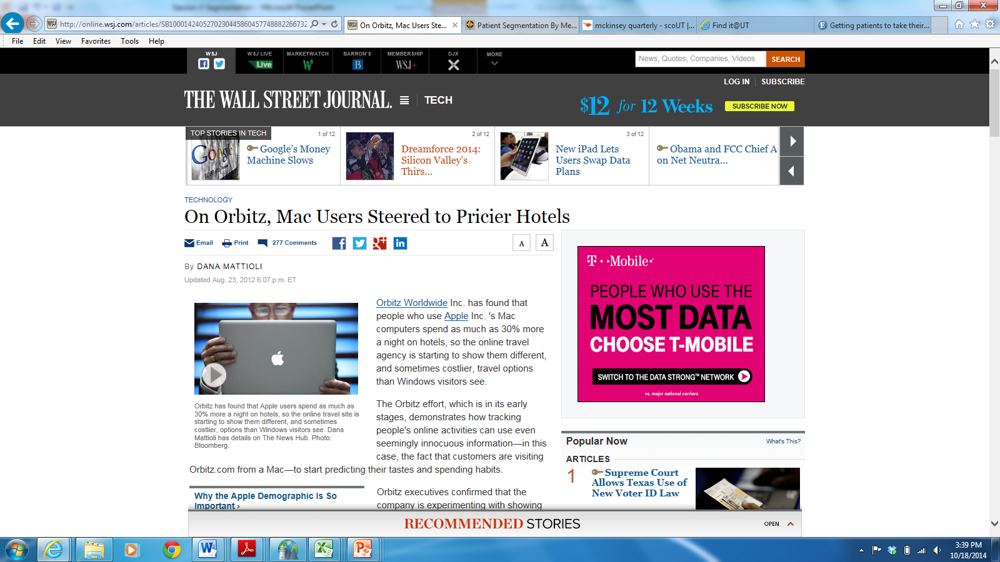 http://online.wsj.com/articles/SB1000142405270230445860457748882266732
On Orbitz, Mac Users Ste...
Patient Segmentation By Me...
mckinsey quarterly - scoUT |...
Find it@UT
Getting patients to take their...
File Edit View Favorites Tools Help
WSJ
WSJ LIVE
Live
MARKETWATCH
BARRON'S
B
MEMBERSHIP
WSJ+
DJX
MORE
News, Quotes, Companies, Videos
SEARCH
LOG IN
SUBSCRIBE
THE WALL STREET JOURNAL.
TECH
$12 for 12 Weeks
SUBSCRIBE NOW
TOP STORIES IN TECH
1 of 12
Google
Google's Money
Machine Slows
2 of 12
Dreamforce 2014:
Silicon Valley's
Thirs...
3 of 12
New iPad Lets
Users Swap Data
Plans
Obama and FCC Chief A
on Net Neutra...
TECHNOLOGY
On Orbitz, Mac Users Steered to Pricier Hotels
Email Print 277 Comments
A A
By DANA MATTIOLI
Updated Aug. 23, 2012 6:07 p.m. ET
Orbitz has found that Apple users spend as much as
30% more a night on hotels, so the online travel site is
starting to show them different, and sometimes
costlier, options than Windows visitors see. Dana
Mattioli has details on The News Hub. Photo:
Bloomberg.
Orbitz Worldwide Inc. has found that
people who use Apple Inc. 's Mac
computers spend as much as 30% more
a night on hotels, so the online travel
agency is starting to show them different,
and sometimes costlier, travel options
than Windows visitors see.
The Orbitz effort, which is in its early
stages, demonstrates how tracking
people's online activities can use even
seemingly innocuous information—in this
case, the fact that customers are visiting
Orbitz.com from a Mac—to start predicting their tastes and spending habits.
Why the Apple Demographic Is So
Important ›
Orbitz executives confirmed that the
company is experimenting with showing
T · · Mobile·
PEOPLE WHO USE THE
MOST DATA
CHOOSE T-MOBILE
SWITCH TO THE DATA STRONG™ NETWORK
vs. major national carriers
Popular Now
What's This?
ARTICLES
1
Supreme Court
Allows Texas Use of
New Voter ID Law
RECOMMENDED STORIES
OPEN
3:39 PM
10/18/2014